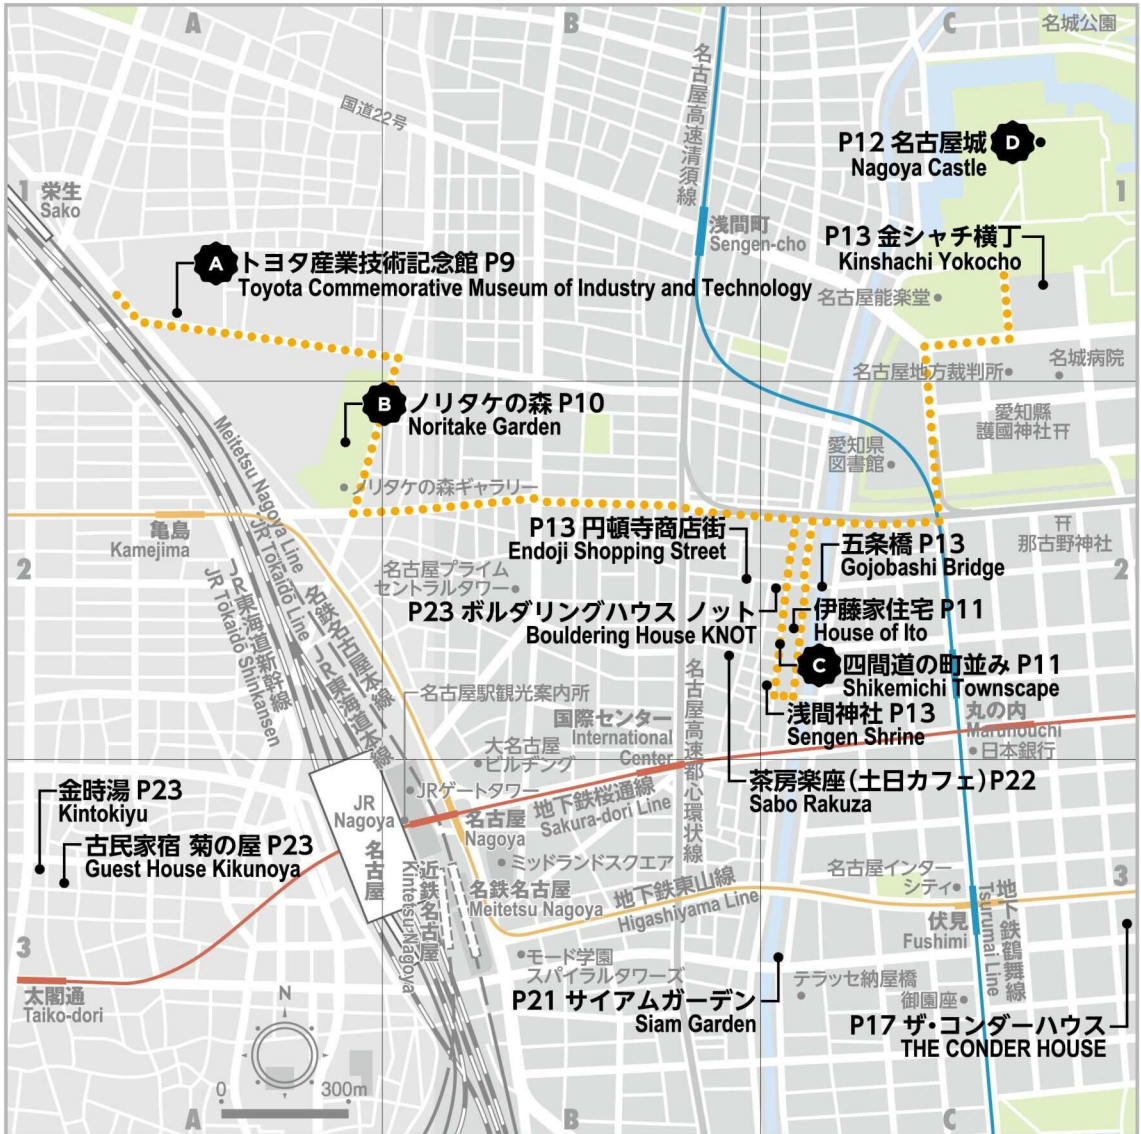 A
B
C
名城公園
国道22号
名古屋高速清須線
P12 名古屋城
D
Nagoya Castle
1
栄生
Sako
1
浅間町
Sengen-cho
P13 金シャチ横丁
Kinshachi Yokocho
A
トヨタ産業技術記念館 P9
Toyota Commemorative Museum of Industry and Technology
名古屋能楽堂
名古屋地方裁判所
名城病院
B
ノリタケの森 P10
Noritake Garden
愛知縣
護國神社
愛知県
図書館
Meitetsu Nagoya Line
名鉄名古屋本線
ノリタケの森ギャラリー
亀島
Kamejima
JR Tōkaidō Line
JR東海道本線
JR東海道新幹線
JR Tōkaidō Shinkansen
P13 円頓寺商店街
Endoji Shopping Street
五条橋 P13
Gojobashi Bridge
那古野神社
2
2
名古屋プライム
セントラルタワー
P23 ボルダリングハウス ノット
Bouldering House KNOT
伊藤家住宅 P11
House of Ito
C
四間道の町並み P11
Shikemichi Townscape
名古屋駅観光案内所
名古屋高速都心環状線
国際センター
International
Center
浅間神社 P13
Sengen Shrine
丸の内
Marunouchi
日本銀行
大名古屋
ビルヂング
金時湯 P23
Kintokiyu
JRゲートタワー
地下鉄桜通線
Sakura-dori Line
茶房楽座(土日カフェ)P22
Sabo Rakuza
JR
Nagoya
名古屋
名古屋
Nagoya
古民家宿 菊の屋 P23
Guest House Kikunoya
ミッドランドスクエア
名古屋インター
シティ
近鉄名古屋
Kintetsu Nagoya
名鉄名古屋
Meitetsu Nagoya
地下鉄東山線
Higashiyama Line
伏見
Fushimi
地下鉄鶴舞線
Tsurumai Line
3
3
太閤通
Taiko-dori
モード学園
スパイラルタワーズ
P21 サイアムガーデン
Siam Garden
テラッセ納屋橋
御園座
P17 ザ・コンダーハウス
THE CONDER HOUSE
N
0
300m
A
B
C